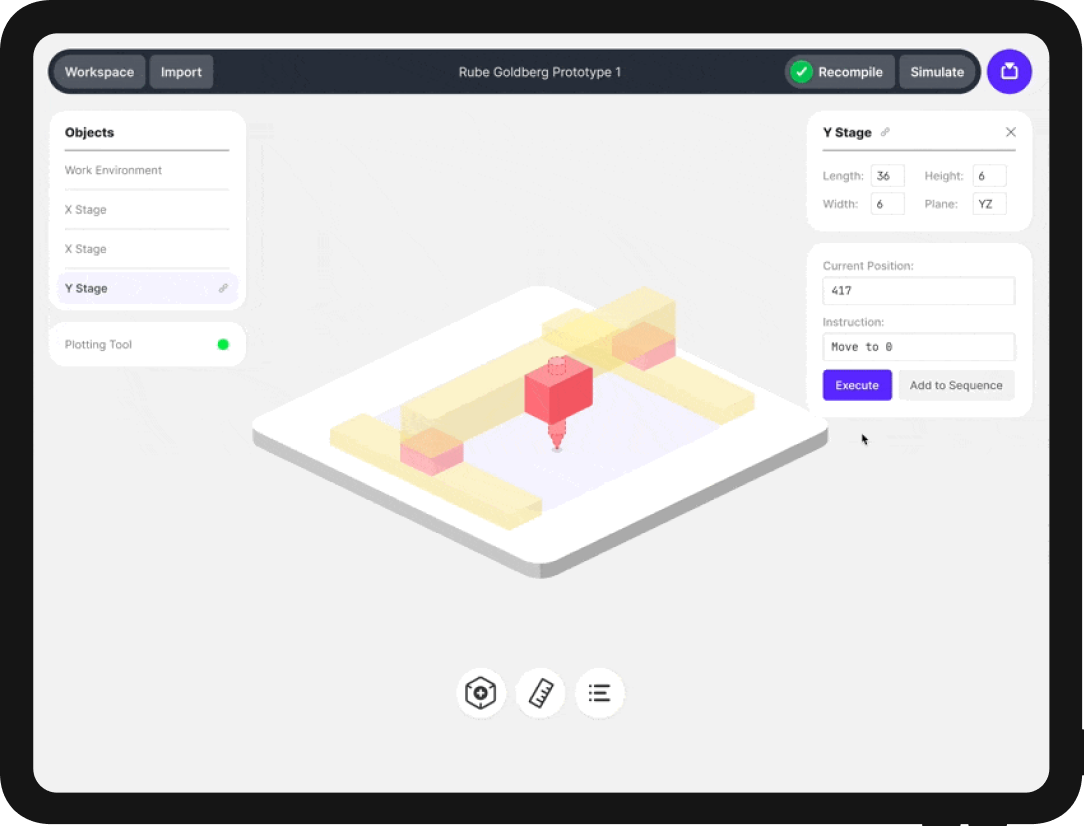 Workspace
Import
Rube Goldberg Prototype 1
Recompile
Simulate
Objects
Work Environment
X Stage
X Stage
Y Stage
Plotting Tool
Y Stage
Length: 36 Height: 6
Width: 6 Plane: YZ
Current Position:
417
Instruction:
Move to 0
Execute
Add to Sequence